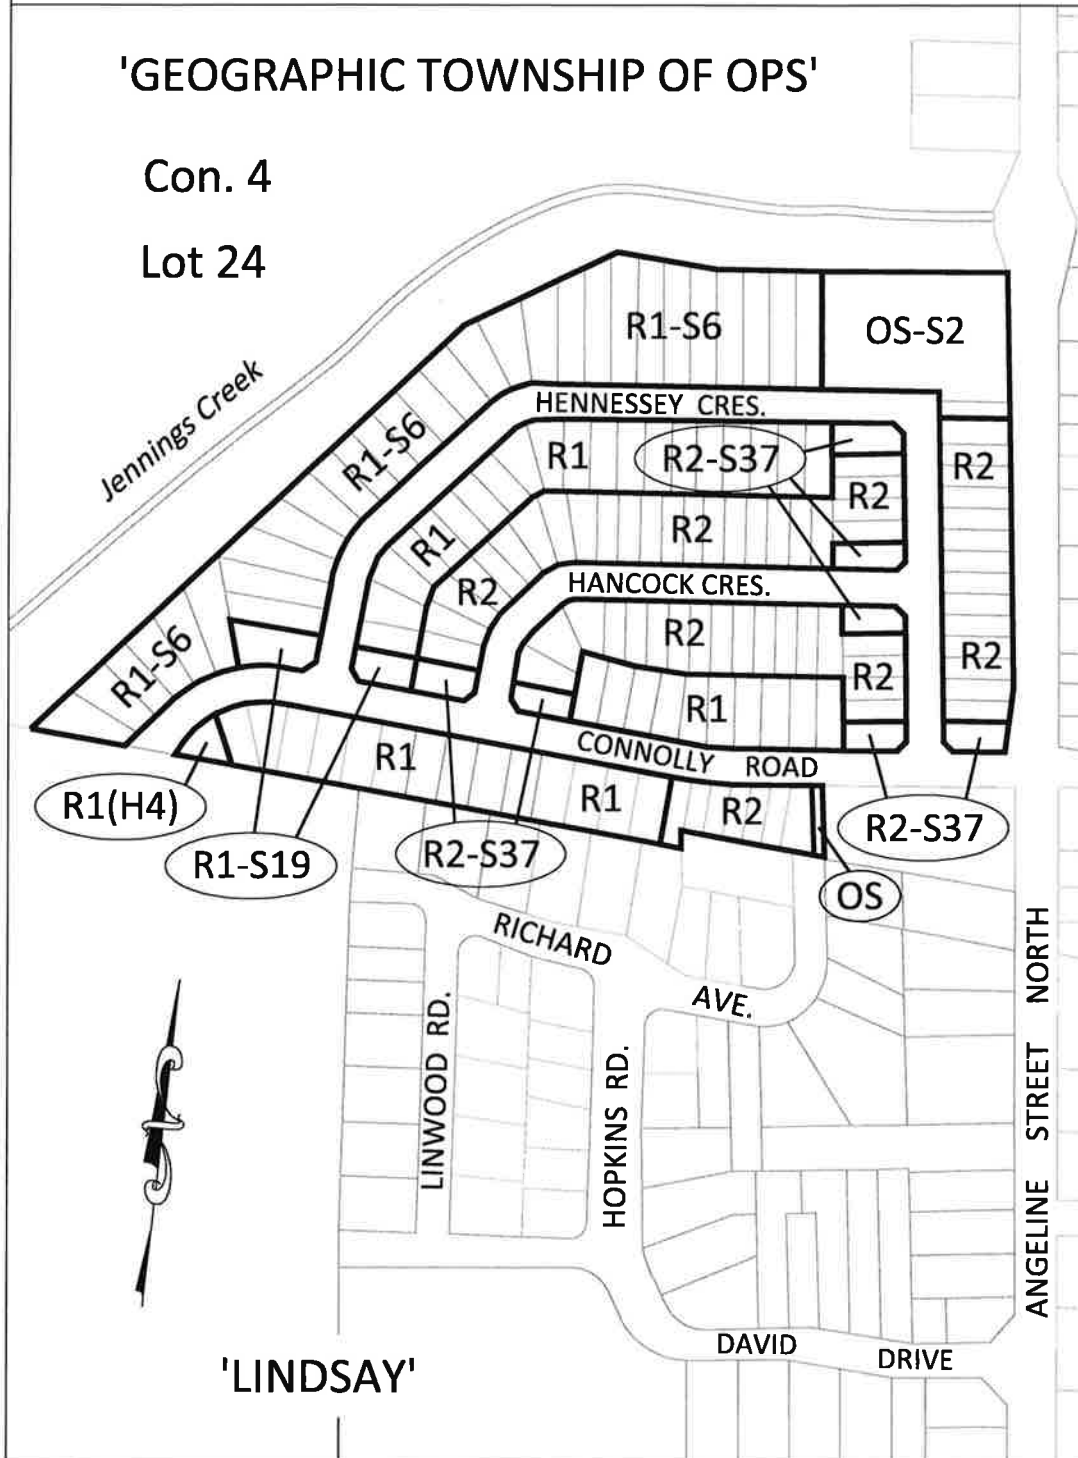 'GEOGRAPHIC TOWNSHIP OF OPS'
Con. 4
Lot 24
Jennings Creek
R1-S6
OS-S2
HENNESSEY CRES.
R1-S6
R1
R2-S37
R2
R2
R1
R2
R2
HANCOCK CRES.
R2
R1-S6
R2
R2
R1
CONNOLLY ROAD
R1
R1
R2
R1(H4)
R1-S19
R2-S37
R2-S37
OS
RICHARD AVE.
LINWOOD RD.
HOPKINS RD.
ANGELINE STREET NORTH
DAVID DRIVE
'LINDSAY'